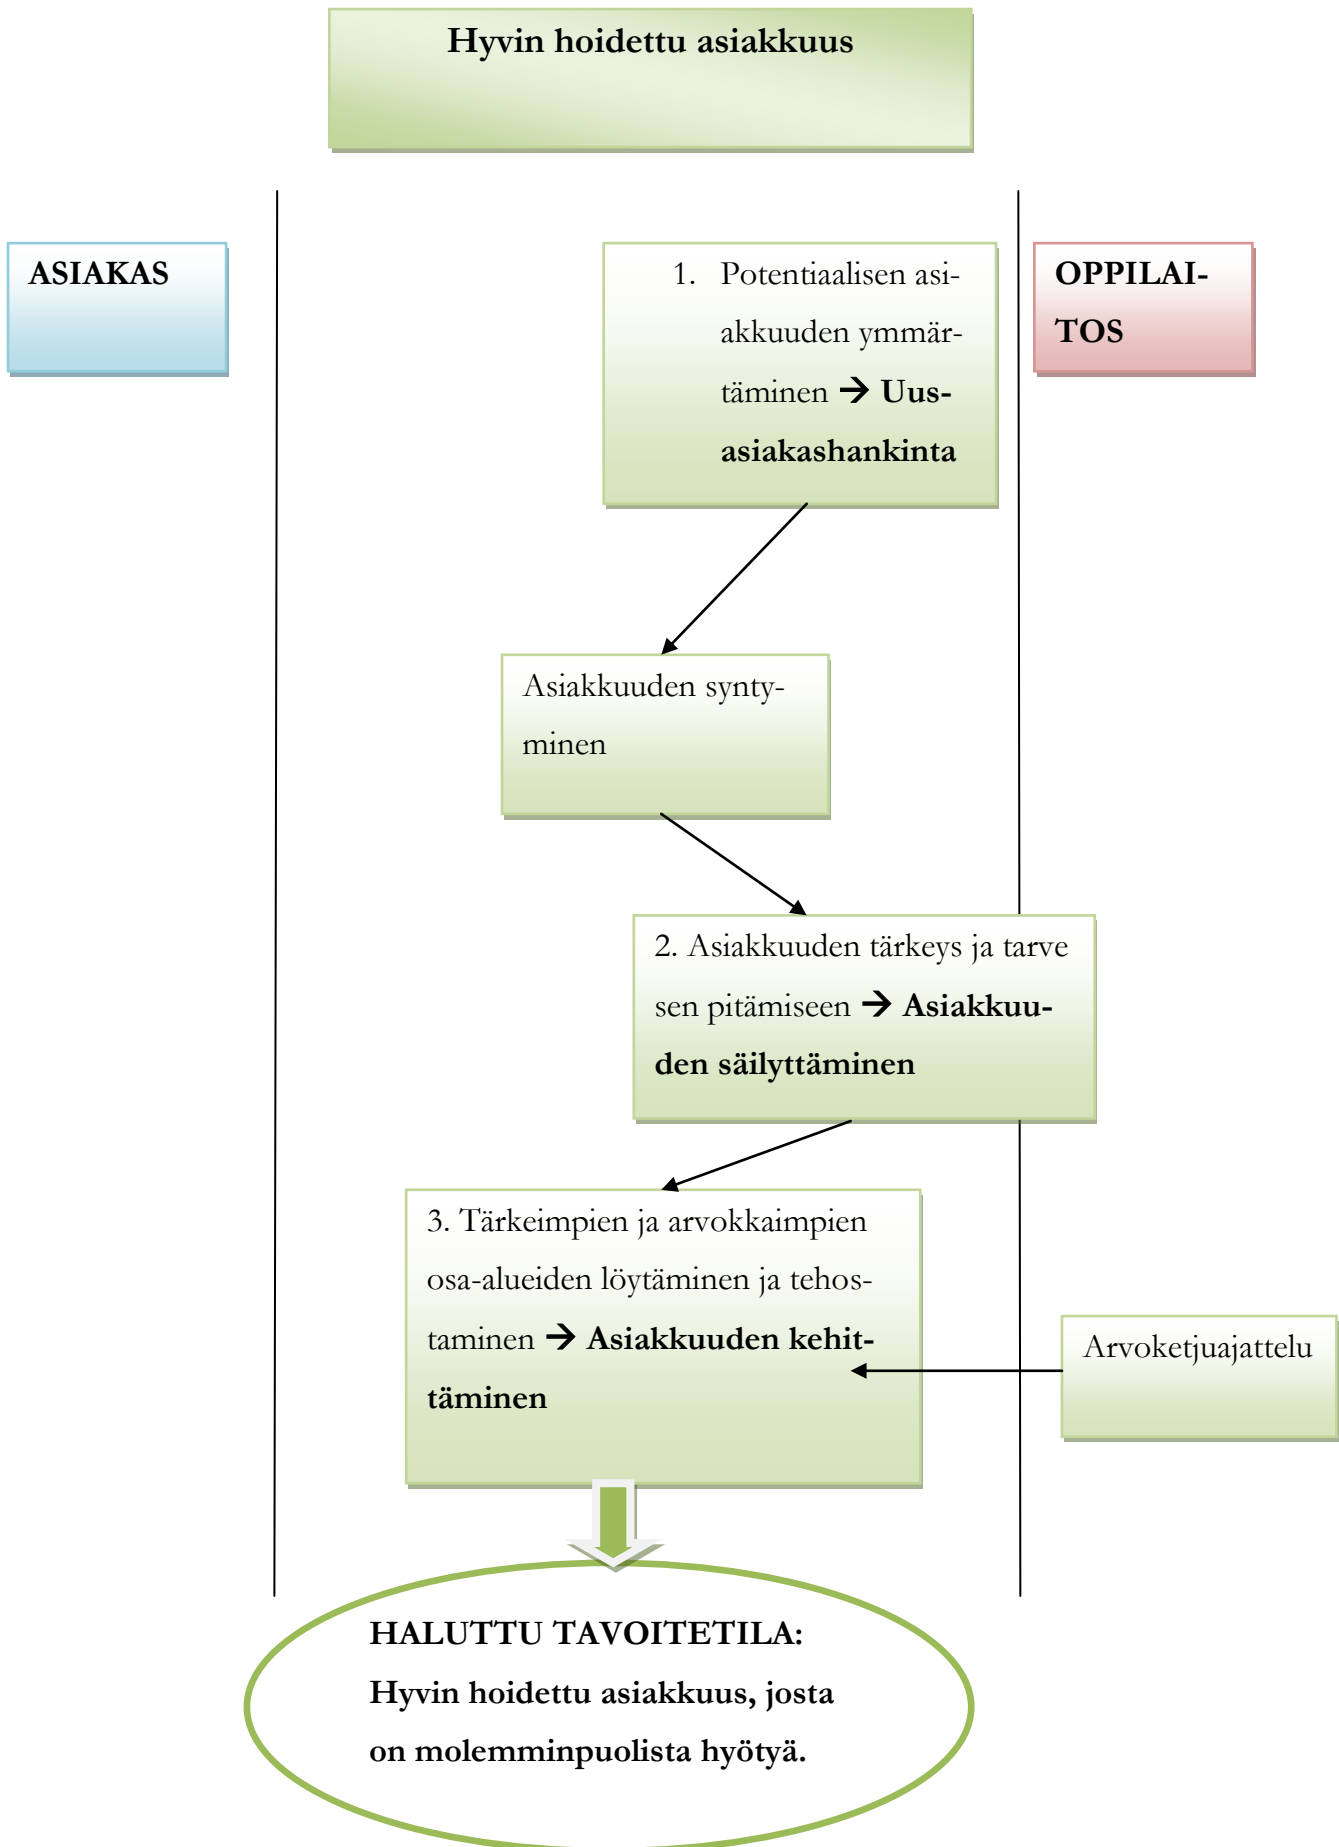 Hyvin hoidettu asiakkuus
ASIAKAS
1. Potentiaalisen asi-
akkuuden ymmär-
täminen → Uus-
asiakashankinta
OPPILAI-
TOS
Asiakkuuden synty-
minen
2. Asiakkuuden tärkeys ja tarve
sen pitämiseen → Asiakkuu-
den säilyttäminen
3. Tärkeimpien ja arvokkaimpien
osa-alueiden löytäminen ja tehos-
taminen → Asiakkuuden kehit-
täminen
Arvoketjuajattelu
HALUTTU TAVOITETILA:
Hyvin hoidettu asiakkuus, josta
on molemminpuolista hyötyä.